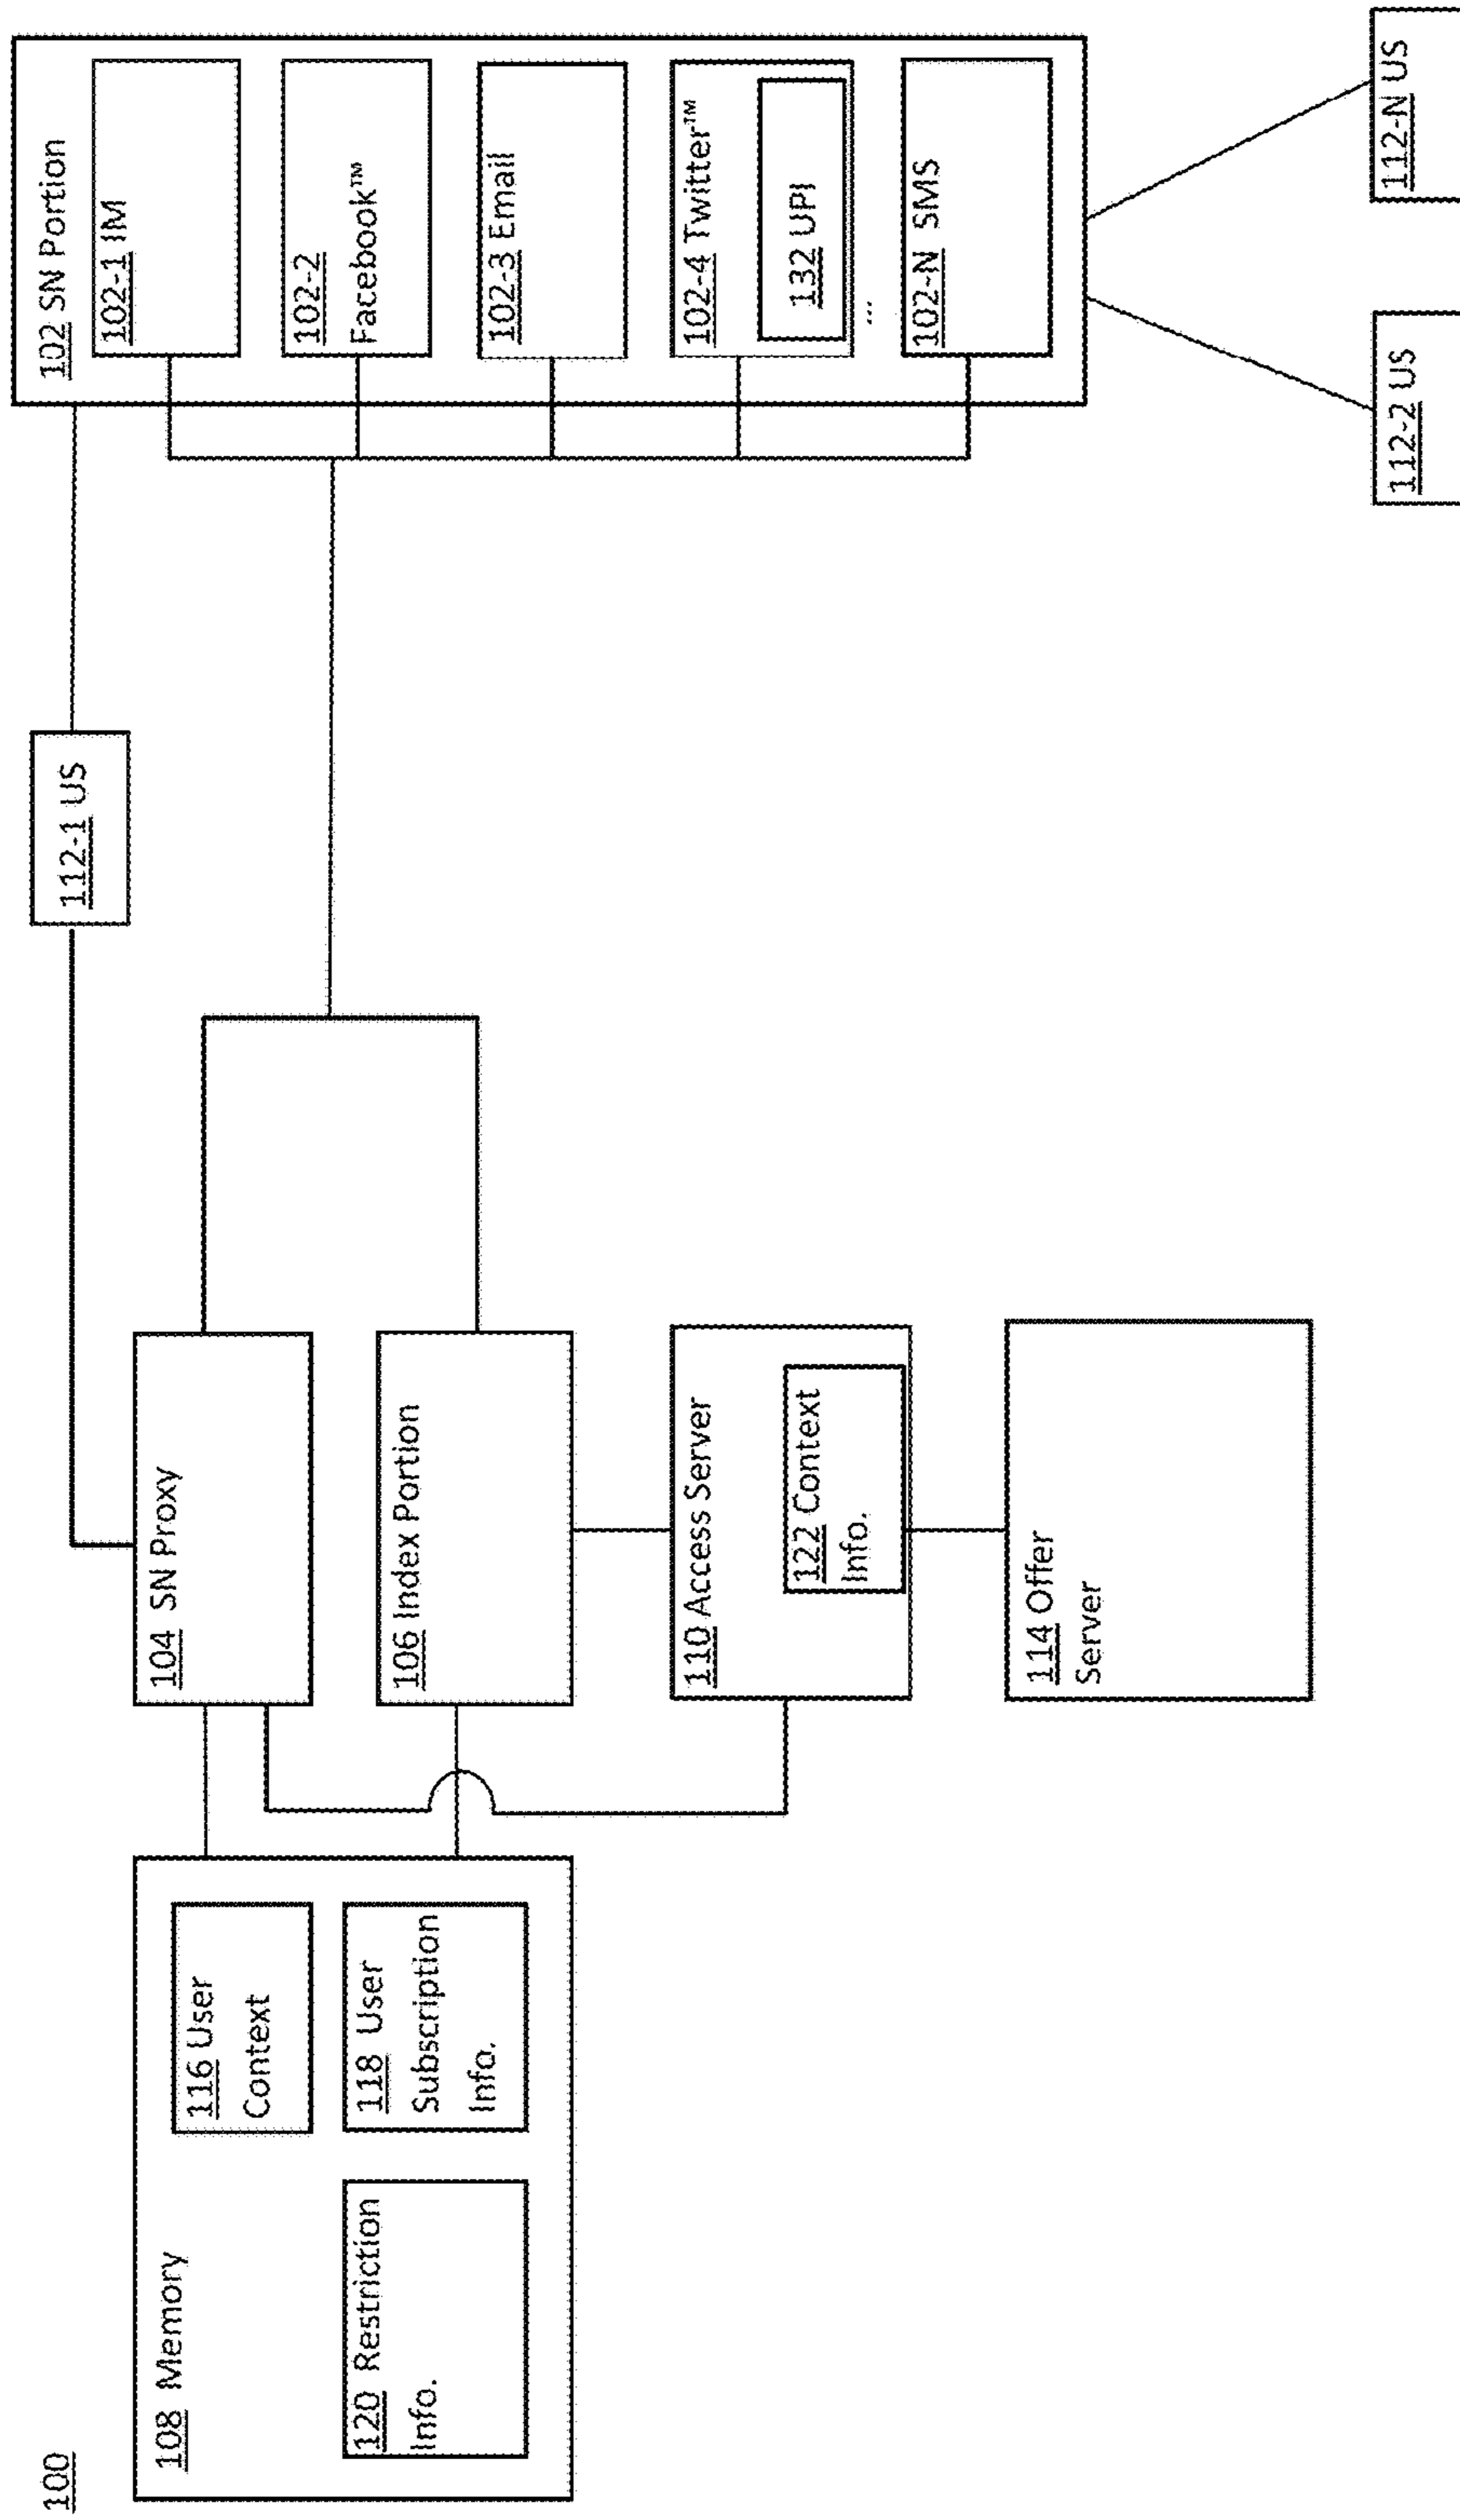 100
108 Memory
116 User
Context
120 Restriction
Info.
118 User
Subscription
Info.
104 SN Proxy
106 Index Portion
110 Access Server
122 Context
Info.
114 Offer
Server
112-1 US
102 SN Portion
102-1 IM
102-2
Facebook™
102-3 Email
102-4 Twitter™
132 UPI
...
102-N SMS
112-2 US
112-N US